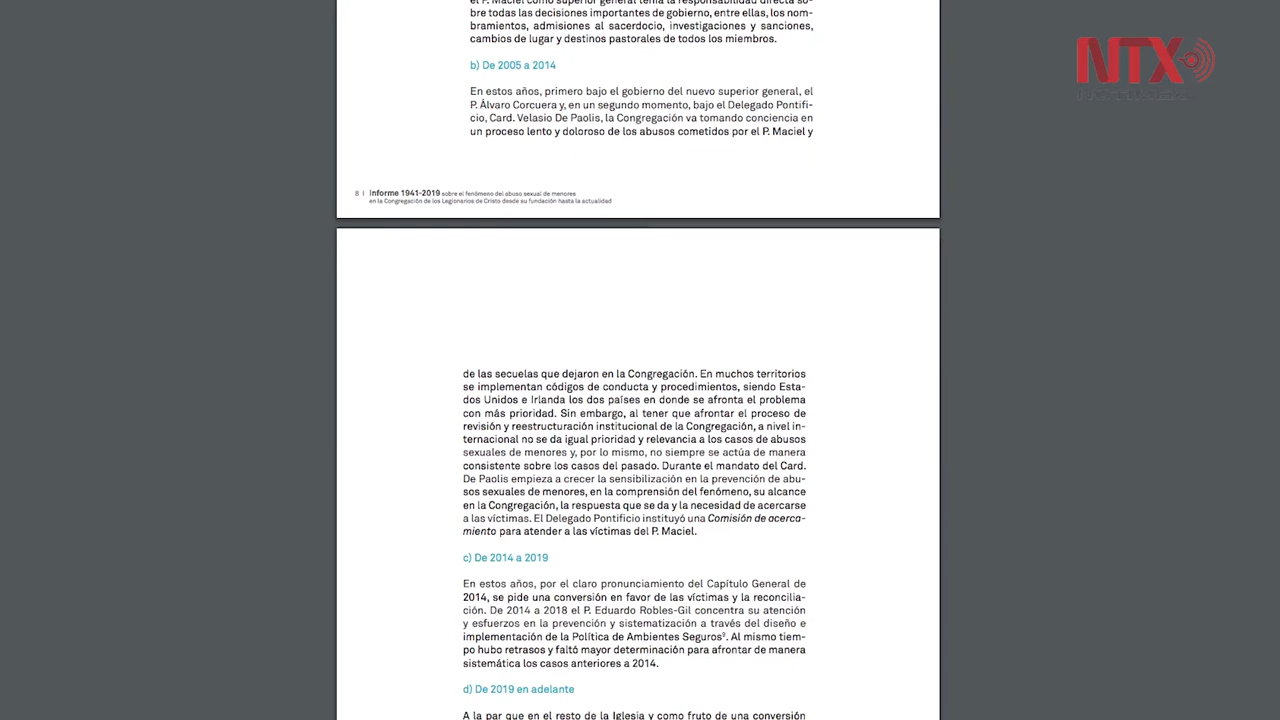 el P. Maciel como superior general tenía la responsabilidad directa so-
bre todas las decisiones importantes de gobierno, entre ellas, los nom-
bramientos, admisiones al sacerdocio, investigaciones y sanciones,
cambios de lugar y destinos pastorales de todos los miembros.
b) De 2005 a 2014
En estos años, primero bajo el gobierno del nuevo superior general, el
P. Álvaro Corcuera y, en un segundo momento, bajo el Delegado Pontifi-
cio, Card. Velasio De Paolis, la Congregación va tomando conciencia en
un proceso lento y doloroso de los abusos cometidos por el P. Maciel y
8 | Informe 1941-2019 sobre el fenómeno del abuso sexual de menores
en la Congregación de los Legionarios de Cristo desde su fundación hasta la actualidad
NTX
NOTIMEX
de las secuelas que dejaron en la Congregación. En muchos territorios
se implementan códigos de conducta y procedimientos, siendo Esta-
dos Unidos e Irlanda los dos países en donde se afronta el problema
con más prioridad. Sin embargo, al tener que afrontar el proceso de
revisión y reestructuración institucional de la Congregación, a nivel in-
ternacional no se da igual prioridad y relevancia a los casos de abusos
sexuales de menores y, por lo mismo, no siempre se actúa de manera
consistente sobre los casos del pasado. Durante el mandato del Card.
De Paolis empieza a crecer la sensibilización en la prevención de abu-
sos sexuales de menores, en la comprensión del fenómeno, su alcance
en la Congregación, la respuesta que se da y la necesidad de acercarse
a las víctimas. El Delegado Pontificio instituyó una Comisión de acerca-
miento para atender a las víctimas del P. Maciel.
c) De 2014 a 2019
En estos años, por el claro pronunciamiento del Capítulo General de
2014, se pide una conversión en favor de las víctimas y la reconcilia-
ción. De 2014 a 2018 el P. Eduardo Robles-Gil concentra su atención
y esfuerzos en la prevención y sistematización a través del diseño e
implementación de la Política de Ambientes Seguros⁹. Al mismo tiem-
po hubo retrasos y faltó mayor determinación para afrontar de manera
sistemática los casos anteriores a 2014.
d) De 2019 en adelante
A la par que en el resto de la Iglesia y como fruto de una conversión